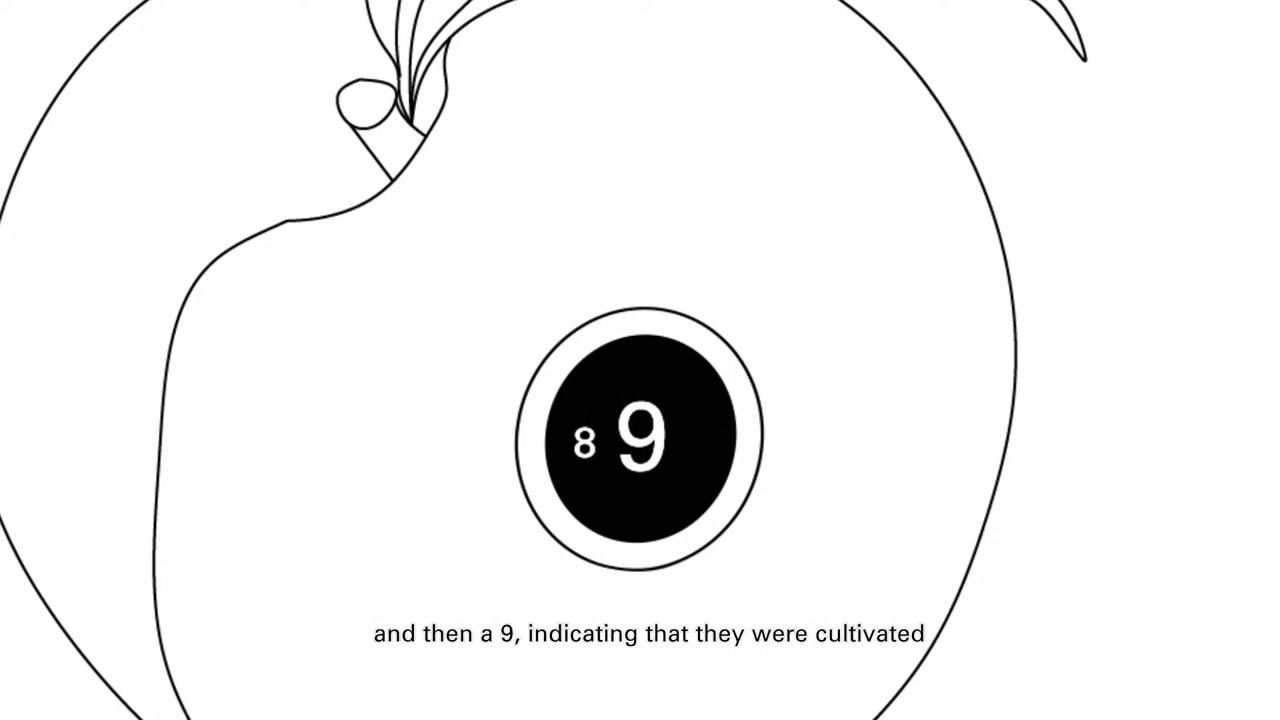 8 9
and then a 9, indicating that they were cultivated